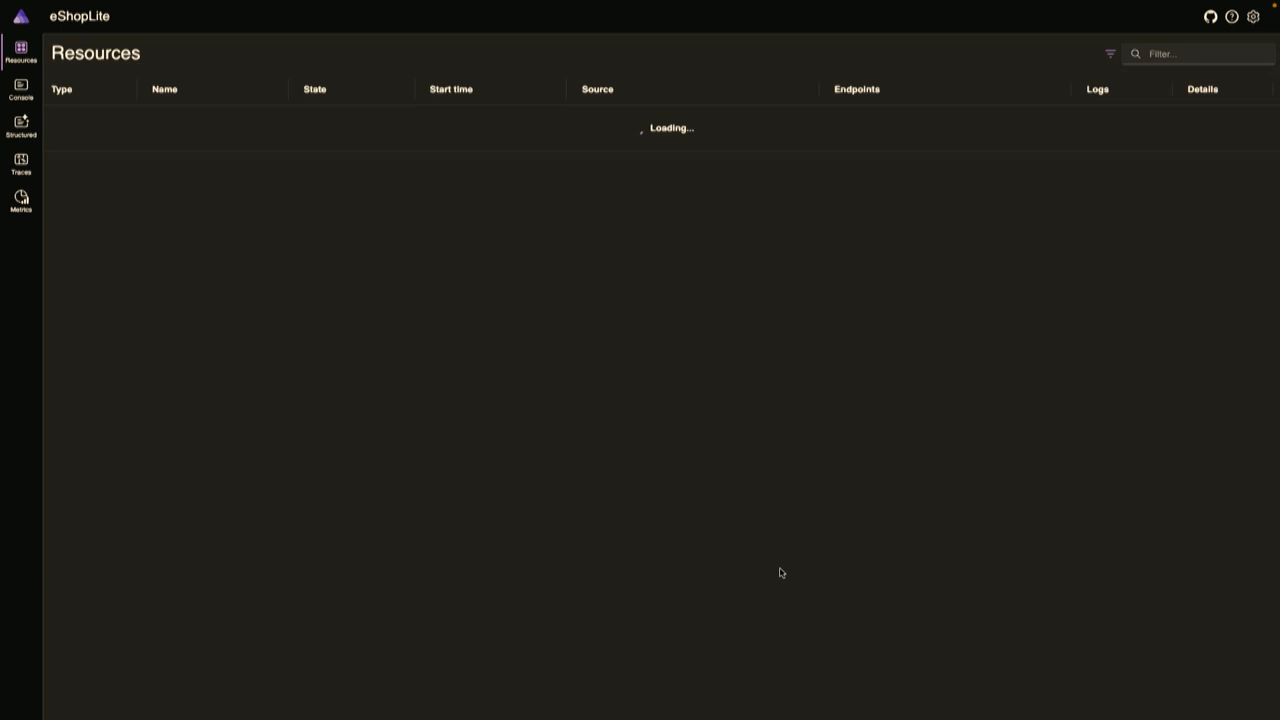 eShopLite
Resources
Resources
Filter...
Console
Structured
Traces
Metrics
Type Name State Start time Source Endpoints Logs Details
Loading...